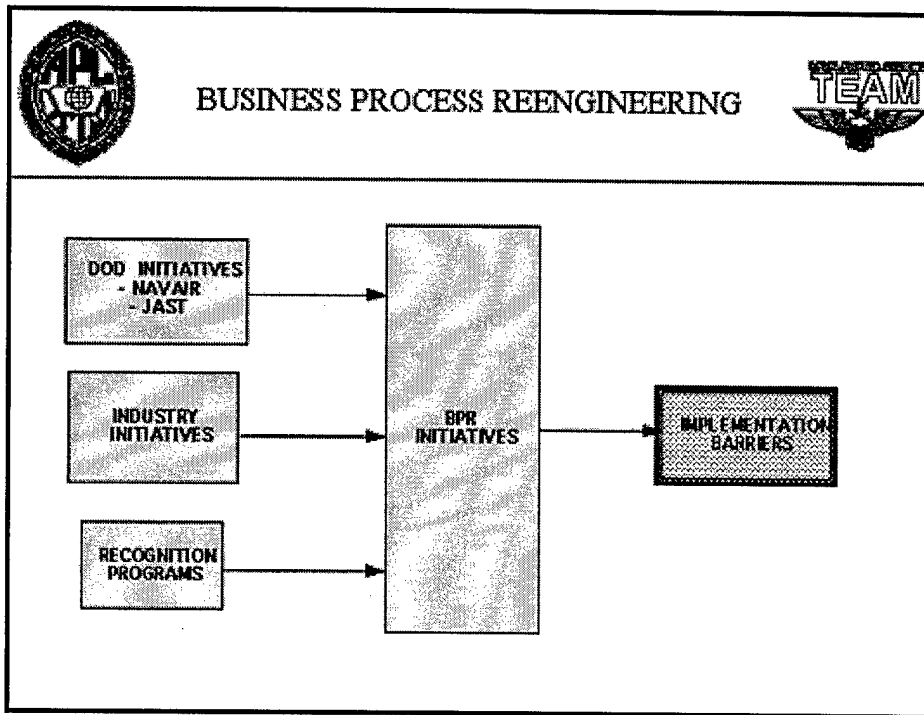 BUSINESS PROCESS REENGINEERING
TEAM
DOD INITIATIVES
- NAVAIR
- JAST
INDUSTRY
INITIATIVES
RECOGNITION
PROGRAMS
BPR
INITIATIVES
IMPLEMENTATION
BARRIERS